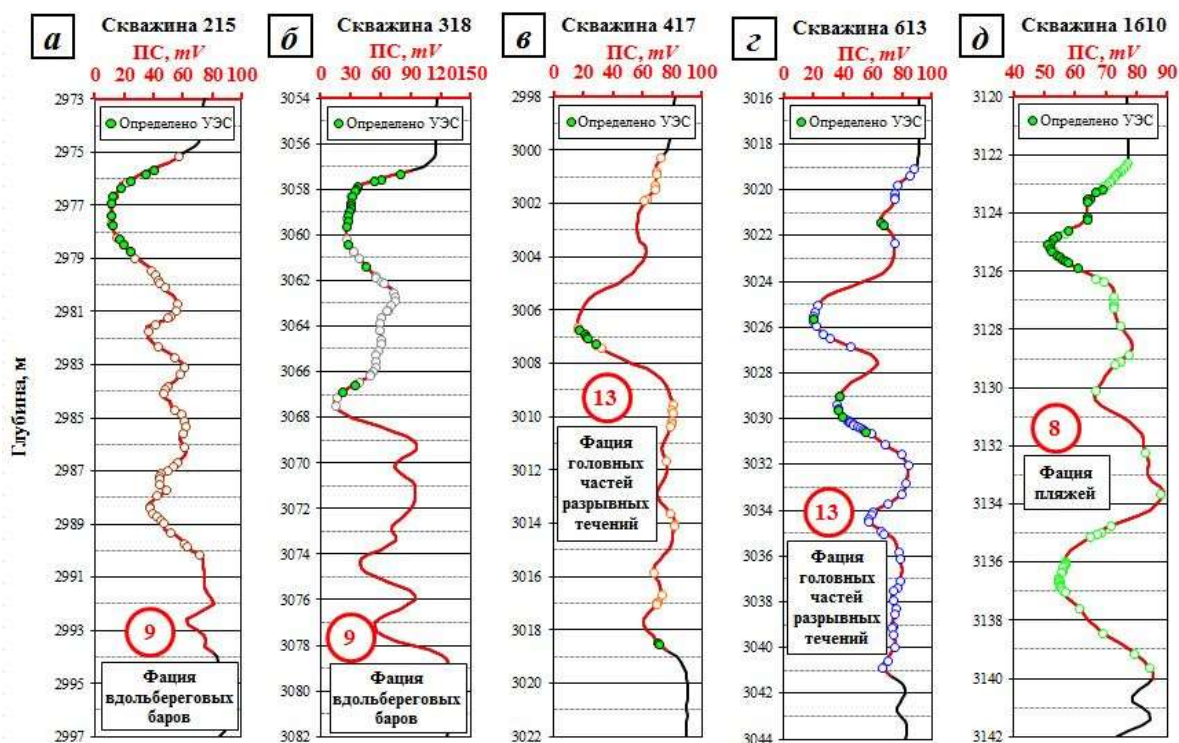 а
Скважина 215
ПС, mV
0 20 40 60 80 100
Определено УЭС
2973
2975
2977
2979
2981
2983
2985
2987
2989
2991
2993
2995
2997
Глубина, м
9
Фация
вдольбереговых
баров
б
Скважина 318
ПС, mV
0 30 60 90 120 150
Определено УЭС
3054
3056
3058
3060
3062
3064
3066
3068
3070
3072
3074
3076
3078
3080
3082
9
Фация
вдольбереговых
баров
в
Скважина 417
ПС, mV
0 20 40 60 80 100
Определено УЭС
2998
3000
3002
3004
3006
3008
3010
3012
3014
3016
3018
3020
3022
13
Фация
головных
частей
разрывных
течений
г
Скважина 613
ПС, mV
0 20 40 60 80 100
Определено УЭС
3016
3018
3020
3022
3024
3026
3028
3030
3032
3034
3036
3038
3040
3042
3044
13
Фация
головных
частей
разрывных
течений
д
Скважина 1610
ПС, mV
40 50 60 70 80 90
Определено УЭС
3120
3122
3124
3126
3128
3130
3132
3134
3136
3138
3140
3142
8
Фация
пляжей